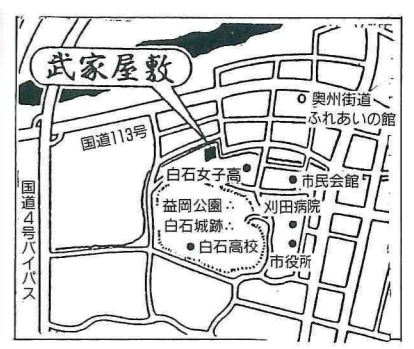 武家屋敷
奥州街道
ふれあいの館
国道113号
白石女子高
市民会館
益岡公園
刈田病院
白石城跡
白石高校
市役所
国道4号バイパス